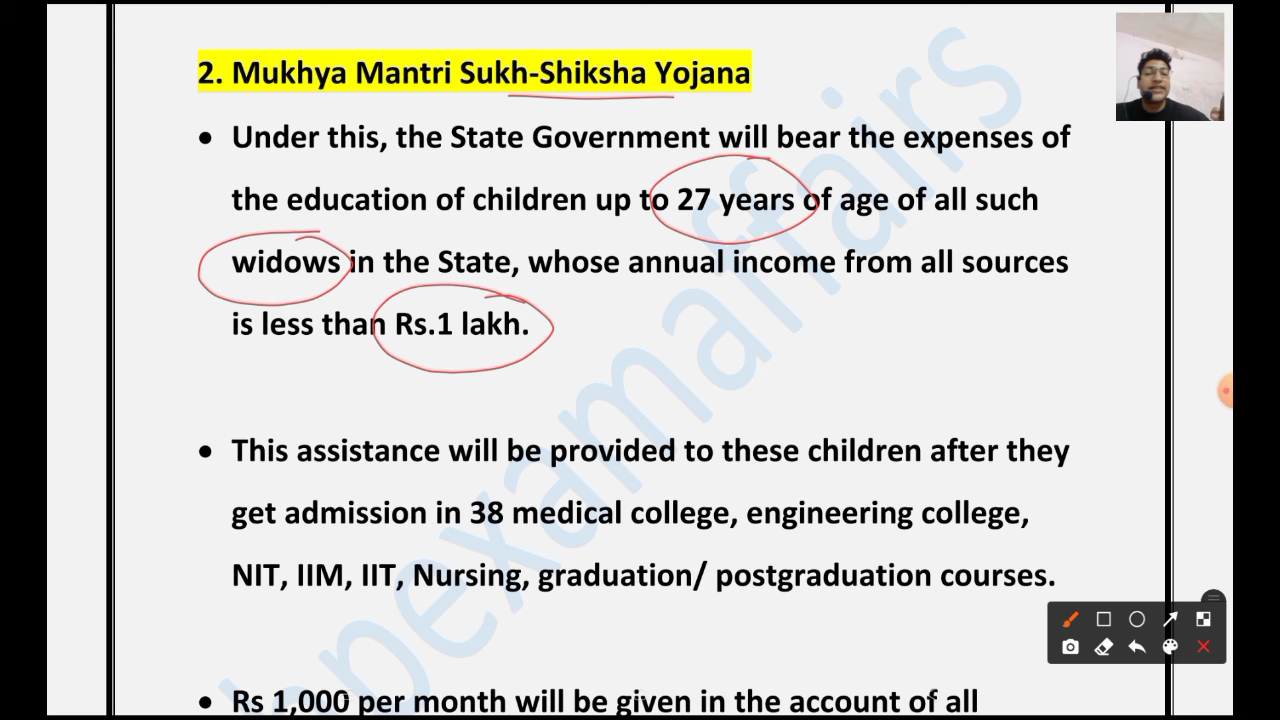 2. Mukhya Mantri Sukh-Shiksha Yojana
• Under this, the State Government will bear the expenses of
the education of children up to 27 years of age of all such
widows in the State, whose annual income from all sources
is less than Rs.1 lakh.
• This assistance will be provided to these children after they
get admission in 38 medical college, engineering college,
NIT, IIM, IIT, Nursing, graduation/ postgraduation courses.
• Rs 1,000 per month will be given in the account of all
hpexamaffairs